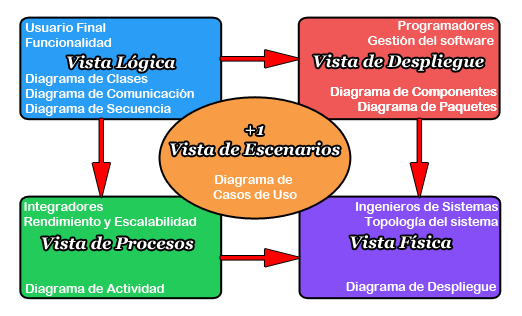 Usuario Final
Funcionalidad
Vista Lógica
Diagrama de Clases
Diagrama de Comunicación
Diagrama de Secuencia
Programadores
Gestión del software
Vista de Despliegue
Diagrama de Componentes
Diagrama de Paquetes
+1
Vista de Escenarios
Diagrama de
Casos de Uso
Integradores
Rendimiento y Escalabilidad
Vista de Procesos
Diagrama de Actividad
Ingenieros de Sistemas
Topología del sistema
Vista Física
Diagrama de Despliegue